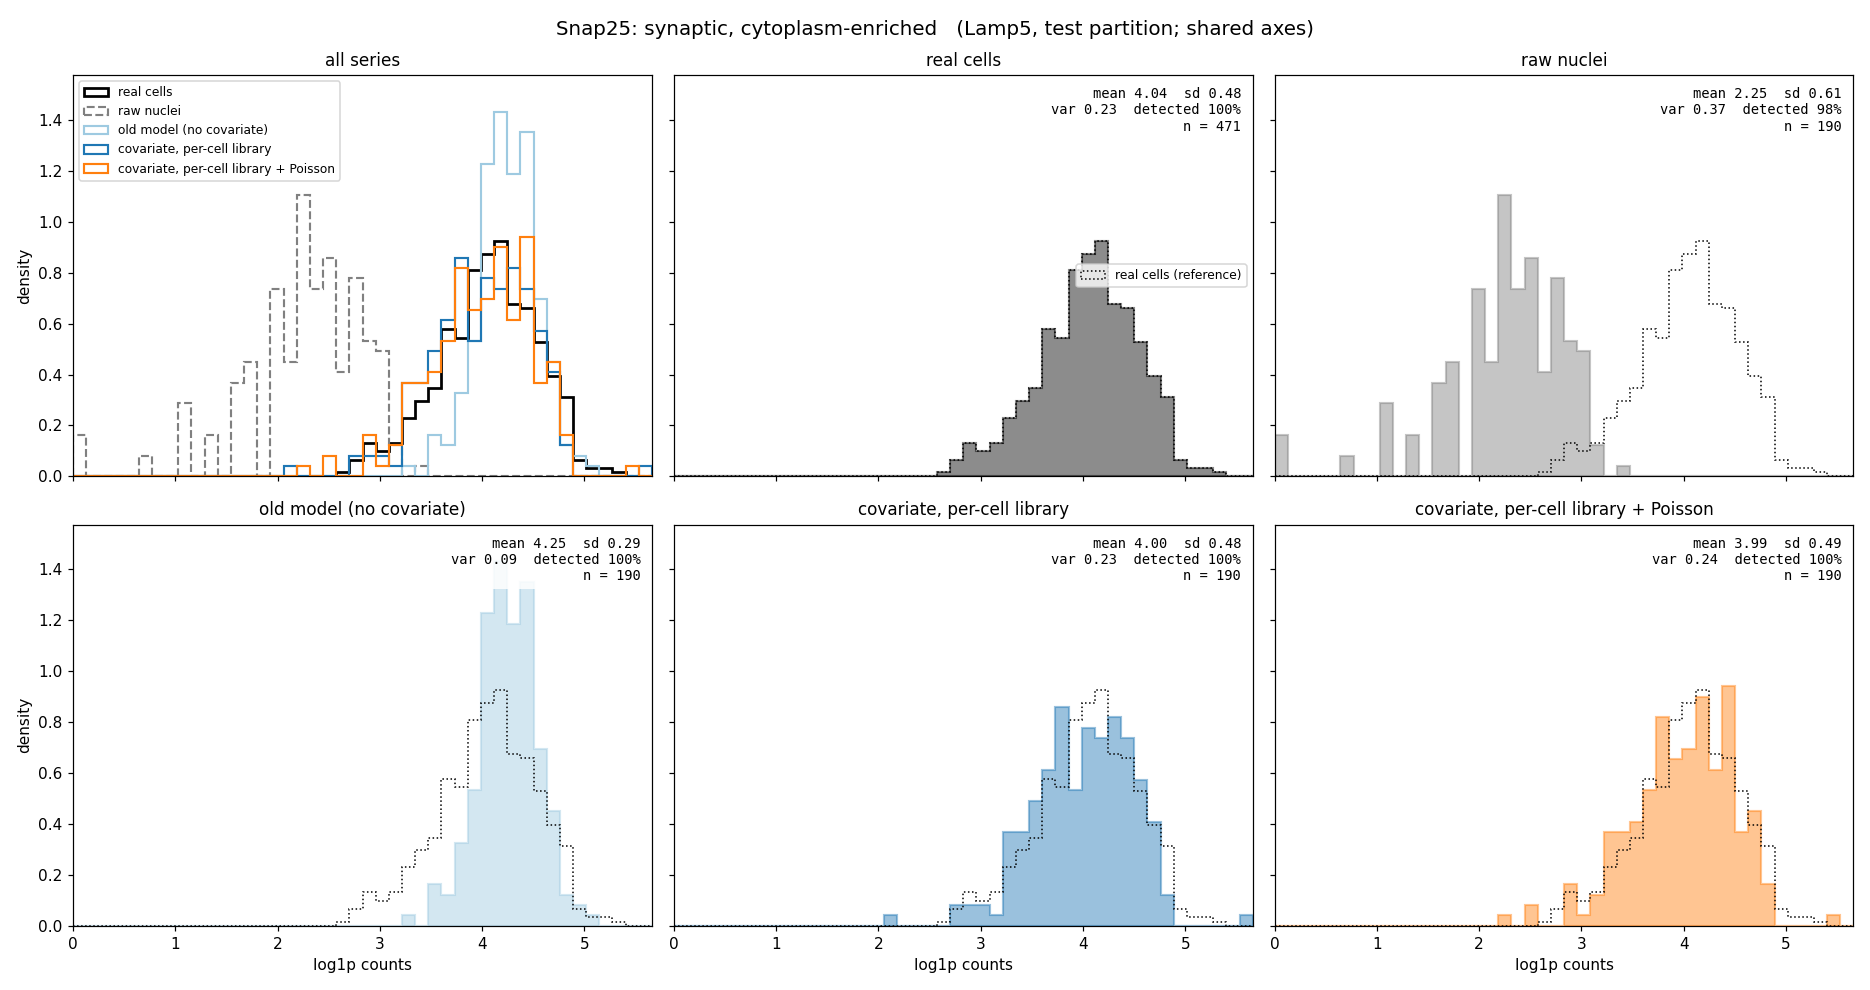 Snap25: synaptic, cytoplasm-enriched (Lamp5, test partition; shared axes)
all series
real cells
raw nuclei
old model (no covariate)
covariate, per-cell library
covariate, per-cell library + Poisson
density
0.0
0.2
0.4
0.6
0.8
1.0
1.2
1.4
real cells
mean 4.04 sd 0.48
var 0.23 detected 100%
n = 471
real cells (reference)
raw nuclei
mean 2.25 sd 0.61
var 0.37 detected 98%
n = 190
old model (no covariate)
mean 4.25 sd 0.29
var 0.09 detected 100%
n = 190
density
0.0
0.2
0.4
0.6
0.8
1.0
1.2
1.4
0 1 2 3 4 5
log1p counts
covariate, per-cell library
mean 4.00 sd 0.48
var 0.23 detected 100%
n = 190
0 1 2 3 4 5
log1p counts
covariate, per-cell library + Poisson
mean 3.99 sd 0.49
var 0.24 detected 100%
n = 190
0 1 2 3 4 5
log1p counts